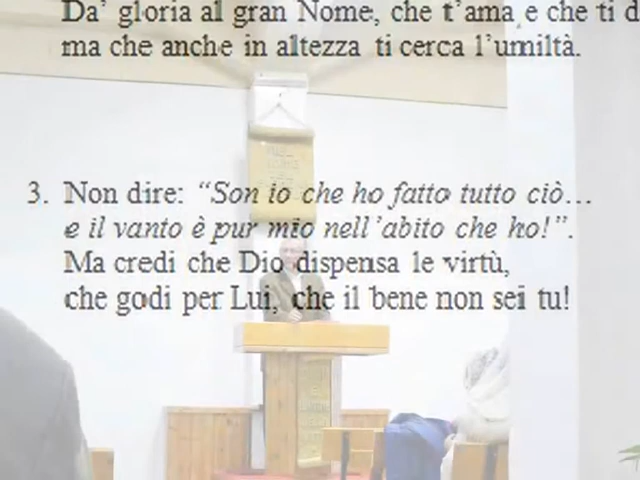 Da' gloria al gran Nome, che t'ama e che ti d
ma che anche in altezza ti cerca l'umiltà.
3. Non dire: “Son io che ho fatto tutto ciò…
e il vanto è pur mio nell'abito che ho!”.
Ma credi che Dio dispensa le virtù,
che godi per Lui, che il bene non sei tu!